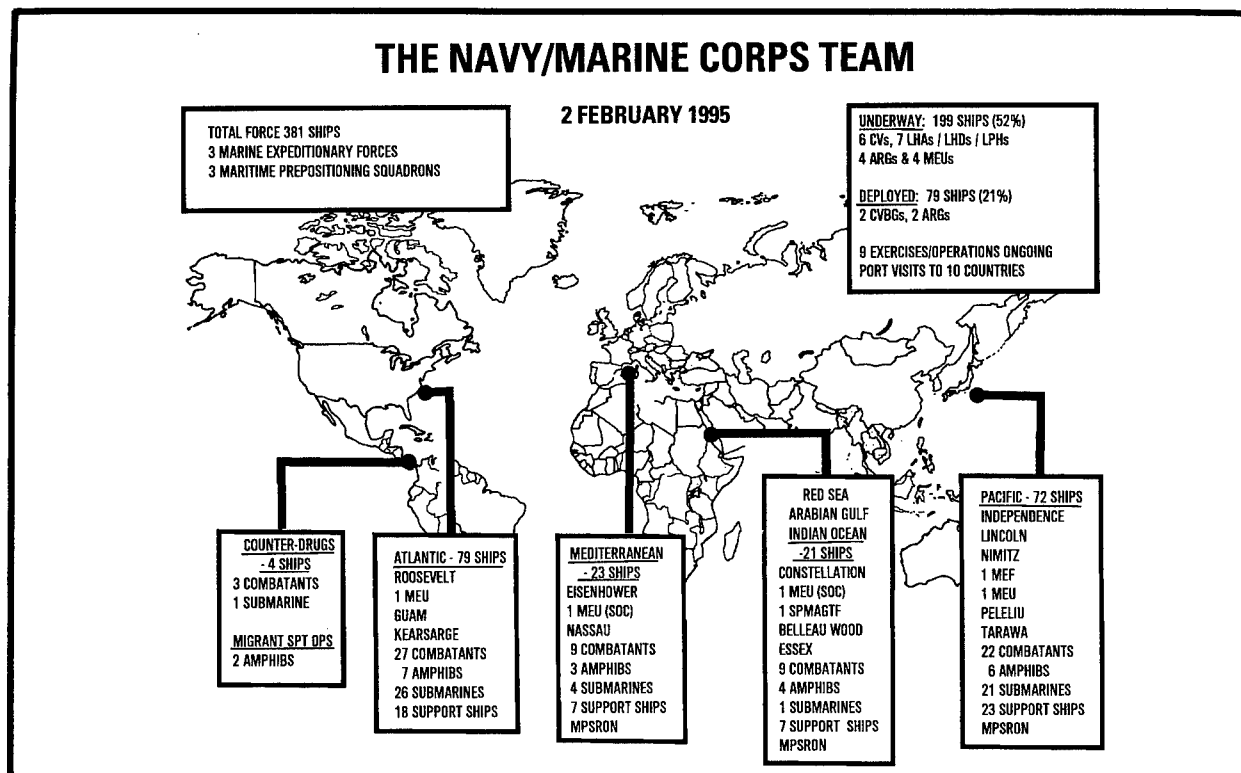 THE NAVY/MARINE CORPS TEAM
2 FEBRUARY 1995
TOTAL FORCE 381 SHIPS
3 MARINE EXPEDITIONARY FORCES
3 MARITIME PREPOSITIONING SQUADRONS
UNDERWAY: 199 SHIPS (52%)
6 CVs, 7 LHAs / LHDs / LPHs
4 ARGs & 4 MEUs
DEPLOYED: 79 SHIPS (21%)
2 CVBGs, 2 ARGs
9 EXERCISES/OPERATIONS ONGOING
PORT VISITS TO 10 COUNTRIES
COUNTER-DRUGS
- 4 SHIPS
3 COMBATANTS
1 SUBMARINE
MIGRANT SPT OPS
2 AMPHIBS
ATLANTIC - 79 SHIPS
ROOSEVELT
1 MEU
GUAM
KEARSARGE
27 COMBATANTS
7 AMPHIBS
26 SUBMARINES
18 SUPPORT SHIPS
MEDITERRANEAN
- 23 SHIPS
EISENHOWER
1 MEU (SOC)
NASSAU
9 COMBATANTS
3 AMPHIBS
4 SUBMARINES
7 SUPPORT SHIPS
MPSRON
RED SEA
ARABIAN GULF
INDIAN OCEAN
-21 SHIPS
CONSTELLATION
1 MEU (SOC)
1 SPMAGTF
BELLEAU WOOD
ESSEX
9 COMBATANTS
4 AMPHIBS
1 SUBMARINES
7 SUPPORT SHIPS
MPSRON
PACIFIC - 72 SHIPS
INDEPENDENCE
LINCOLN
NIMITZ
1 MEF
1 MEU
PELELIU
TARAWA
22 COMBATANTS
6 AMPHIBS
21 SUBMARINES
23 SUPPORT SHIPS
MPSRON